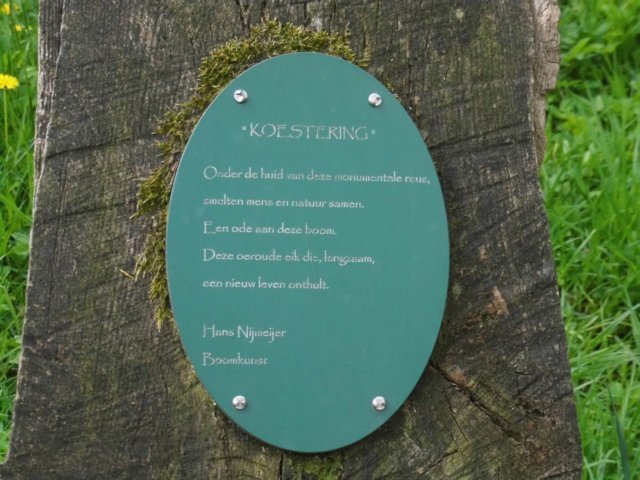 "KOESTERING"
Onder de huid van deze monumentale reus,
smelten mens en natuur samen.
Een ode aan deze boom.
Deze oeroude eik die, langzaam,
een nieuw leven onthult.
Hans Nijmeijer
Boomkunst